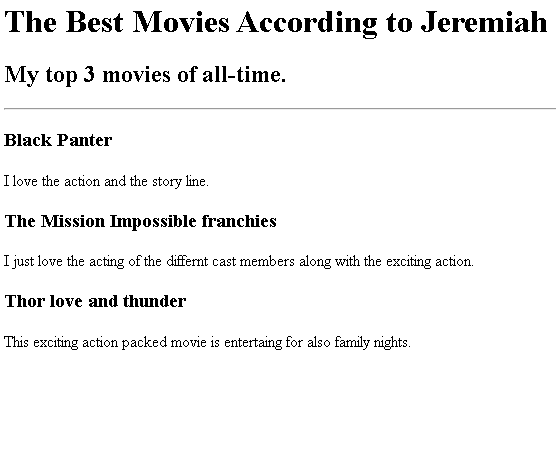 The Best Movies According to Jeremiah
My top 3 movies of all-time.
Black Panter
I love the action and the story line.
The Mission Impossible franchies
I just love the acting of the differnt cast members along with the exciting action.
Thor love and thunder
This exciting action packed movie is entertaing for also family nights.